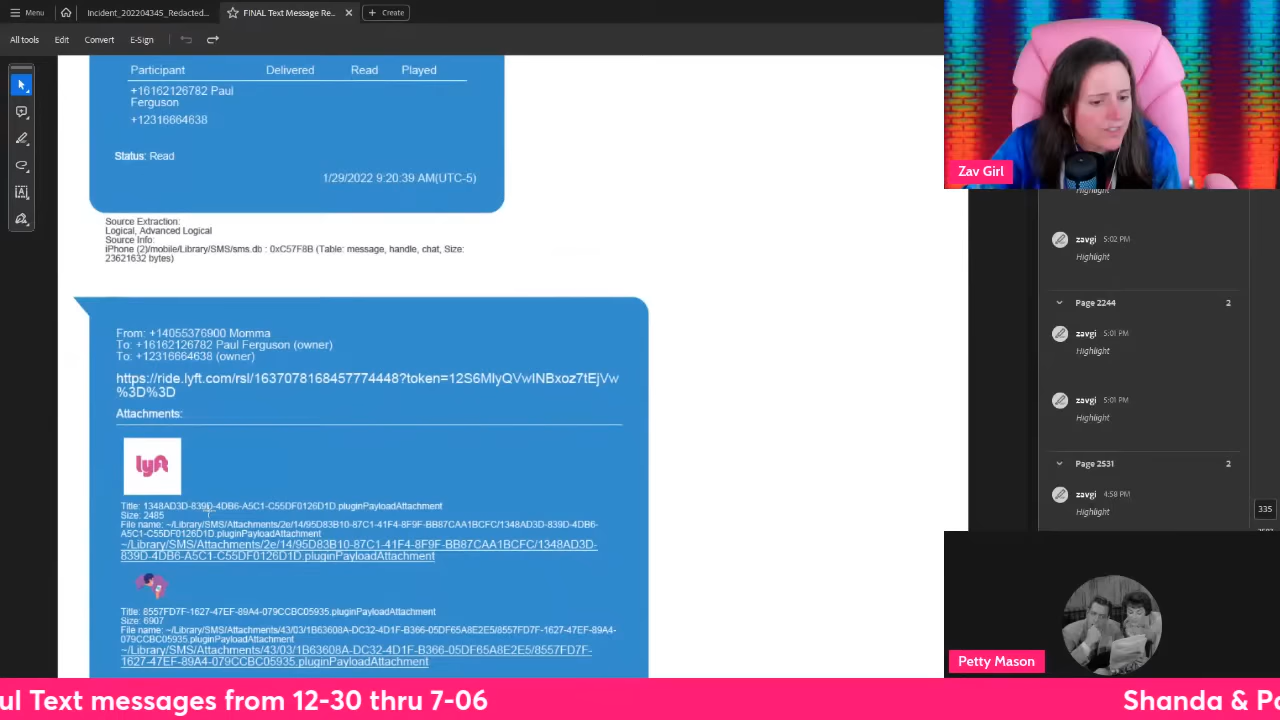 Menu
Incident_202204345_Redacted...
FINAL Text Message Re...
Create
All tools
Edit
Convert
E-Sign
Participant Delivered Read Played
+16162126782 Paul
Ferguson
+12316664638
Status: Read
1/29/2022 9:20:39 AM(UTC-5)
Source Extraction:
Logical, Advanced Logical
Source Info:
iPhone (2)/mobile/Library/SMS/sms.db : 0xC57F8B (Table: message, handle, chat, Size:
23621632 bytes)
From: +14055376900 Momma
To: +16162126782 Paul Ferguson (owner)
To: +12316664638 (owner)
https://ride.lyft.com/rsl/1637078168457774448?token=12S6MlyQVwINBxoz7tEjVw
%3D%3D
Attachments:
lyft
Title: 1348AD3D-839D-4DB6-A5C1-C55DF0126D1D.pluginPayloadAttachment
Size: 2485
File name: ~/Library/SMS/Attachments/2e/14/95D83B10-87C1-41F4-8F9F-BB87CAA1BCFC/1348AD3D-839D-4DB6-
A5C1-C55DF0126D1D.pluginPayloadAttachment
~/Library/SMS/Attachments/2e/14/95D83B10-87C1-41F4-8F9F-BB87CAA1BCFC/1348AD3D-
839D-4DB6-A5C1-C55DF0126D1D.pluginPayloadAttachment
Title: 8557FD7F-1627-47EF-89A4-079CCBC05935.pluginPayloadAttachment
Size: 6907
File name: ~/Library/SMS/Attachments/43/03/1B63608A-DC32-4D1F-B366-05DF65A8E2E5/8557FD7F-1627-47EF-89A4-
079CCBC05935.pluginPayloadAttachment
~/Library/SMS/Attachments/43/03/1B63608A-DC32-4D1F-B366-05DF65A8E2E5/8557FD7F-
1627-47EF-89A4-079CCBC05935.pluginPayloadAttachment
Zav Girl
Highlight
zavgi 5:02 PM
Highlight
Page 2244 2
zavgi 5:01 PM
Highlight
zavgi 5:01 PM
Highlight
Page 2531 2
zavgi 4:58 PM
Highlight
335
Petty Mason
ul Text messages from 12-30 thru 7-06
Shanda & Pa